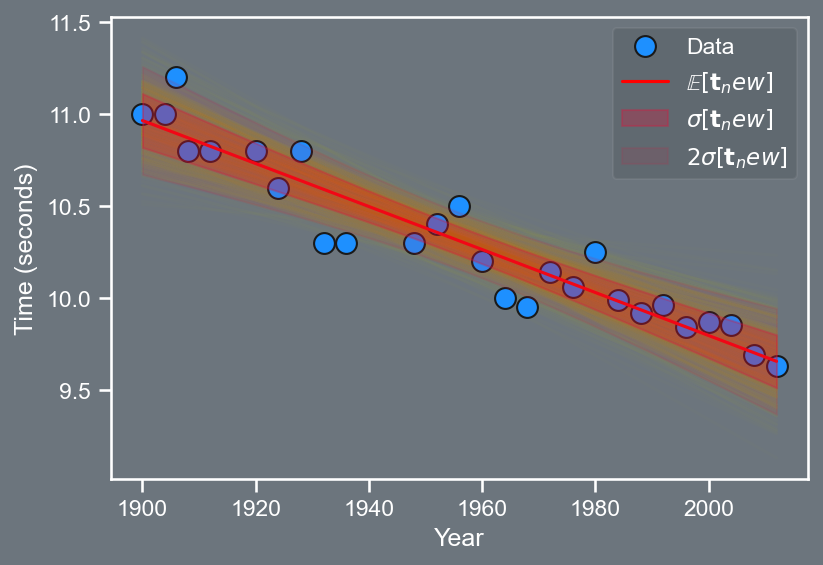 11.5
11.0
10.5
10.0
9.5
Time (seconds)
1900 1920 1940 1960 1980 2000
Year
Data
𝔼[𝐭ₙew]
σ[𝐭ₙew]
2σ[𝐭ₙew]